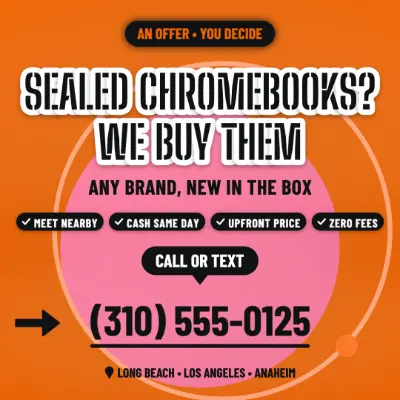 AN OFFER • YOU DECIDE
SEALED CHROMEBOOKS?
WE BUY THEM
ANY BRAND, NEW IN THE BOX
✓ MEET NEARBY ✓ CASH SAME DAY ✓ UPFRONT PRICE ✓ ZERO FEES
CALL OR TEXT
(310) 555-0125
LONG BEACH • LOS ANGELES • ANAHEIM